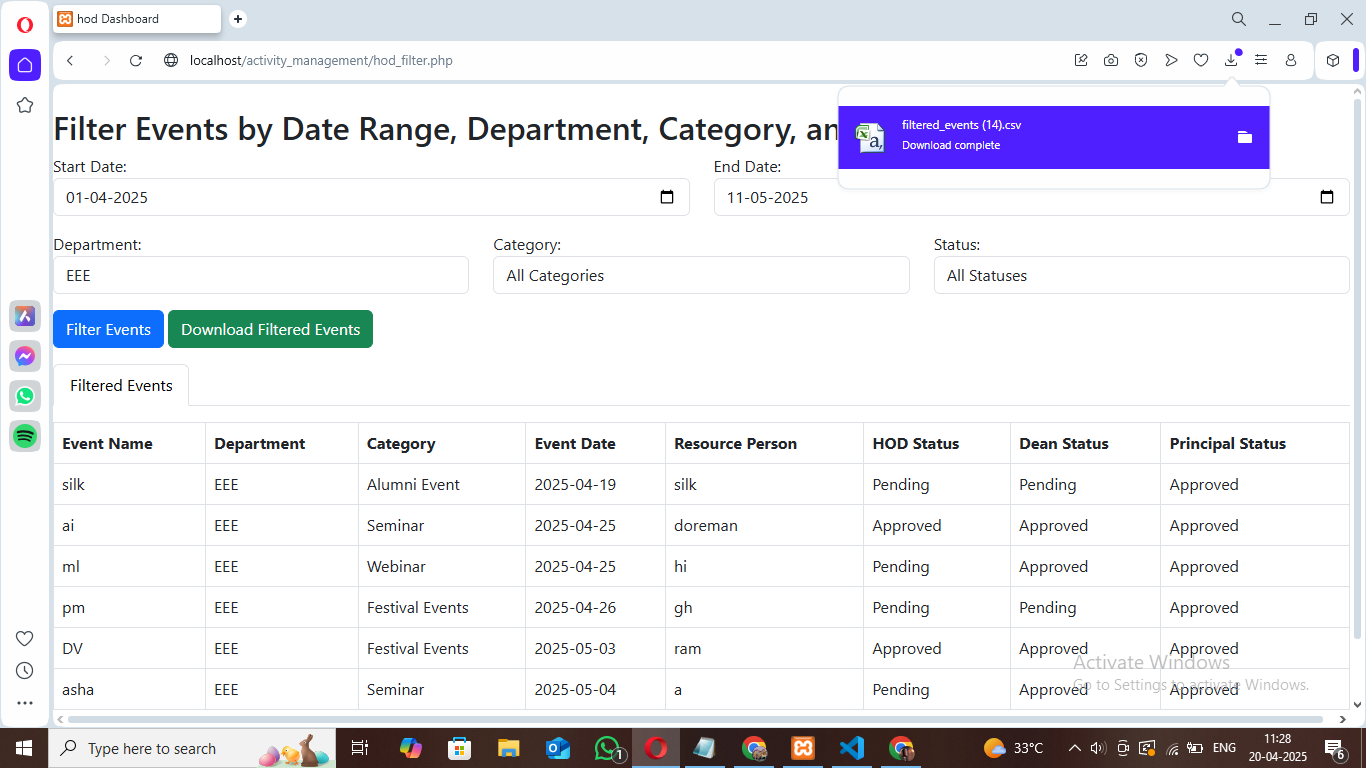 hod Dashboard
localhost/activity_management/hod_filter.php
filtered_events (14).csv
Download complete
Filter Events by Date Range, Department, Category, an
Start Date:
End Date:
01-04-2025
11-05-2025
Department:
Category:
Status:
EEE
All Categories
All Statuses
Filter Events
Download Filtered Events
Filtered Events
Event Name Department Category Event Date Resource Person HOD Status Dean Status Principal Status
silk EEE Alumni Event 2025-04-19 silk Pending Pending Approved
ai EEE Seminar 2025-04-25 doreman Approved Approved Approved
ml EEE Webinar 2025-04-25 hi Pending Approved Approved
pm EEE Festival Events 2025-04-26 gh Pending Pending Approved
DV EEE Festival Events 2025-05-03 ram Approved Approved Approved
asha EEE Seminar 2025-05-04 a Pending Approved Approved
Activate Windows
Go to Settings to activate Windows.
Type here to search
1
33°C
ENG
11:28
20-04-2025
6